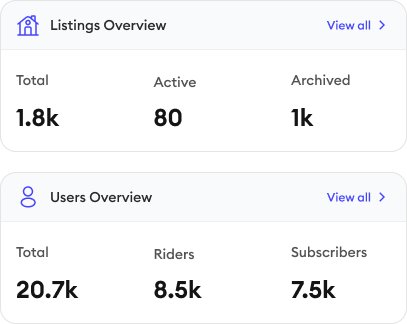 Listings Overview View all
Total Active Archived
1.8k 80 1k
Users Overview View all
Total Riders Subscribers
20.7k 8.5k 7.5k